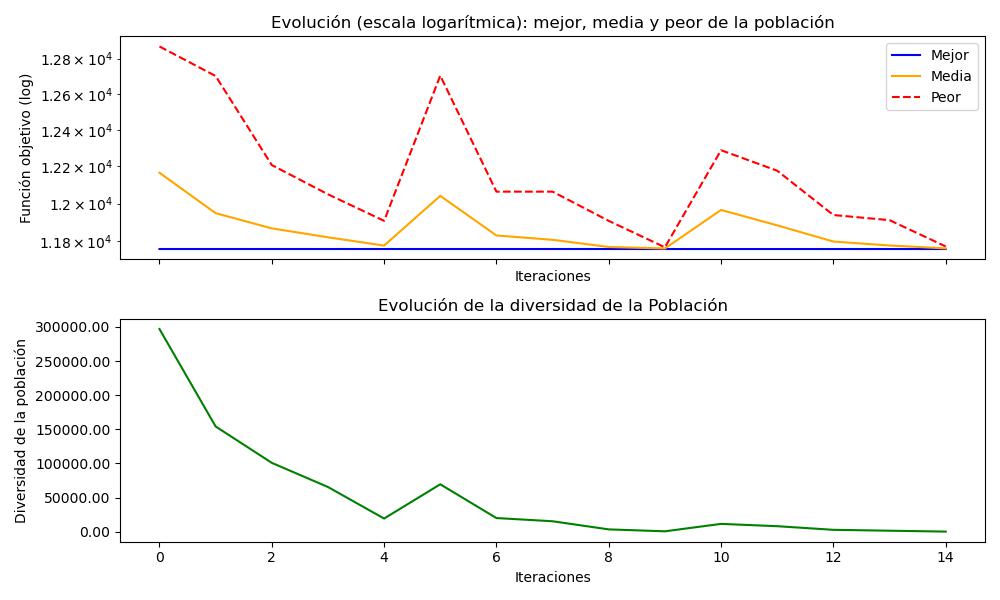 Evolución (escala logarítmica): mejor, media y peor de la población
Función objetivo (log)
1.28 × 10⁴
1.26 × 10⁴
1.24 × 10⁴
1.22 × 10⁴
1.2 × 10⁴
1.18 × 10⁴
Mejor
Media
Peor
Iteraciones
Evolución de la diversidad de la Población
Diversidad de la población
300000.00
250000.00
200000.00
150000.00
100000.00
50000.00
0.00
0 2 4 6 8 10 12 14
Iteraciones